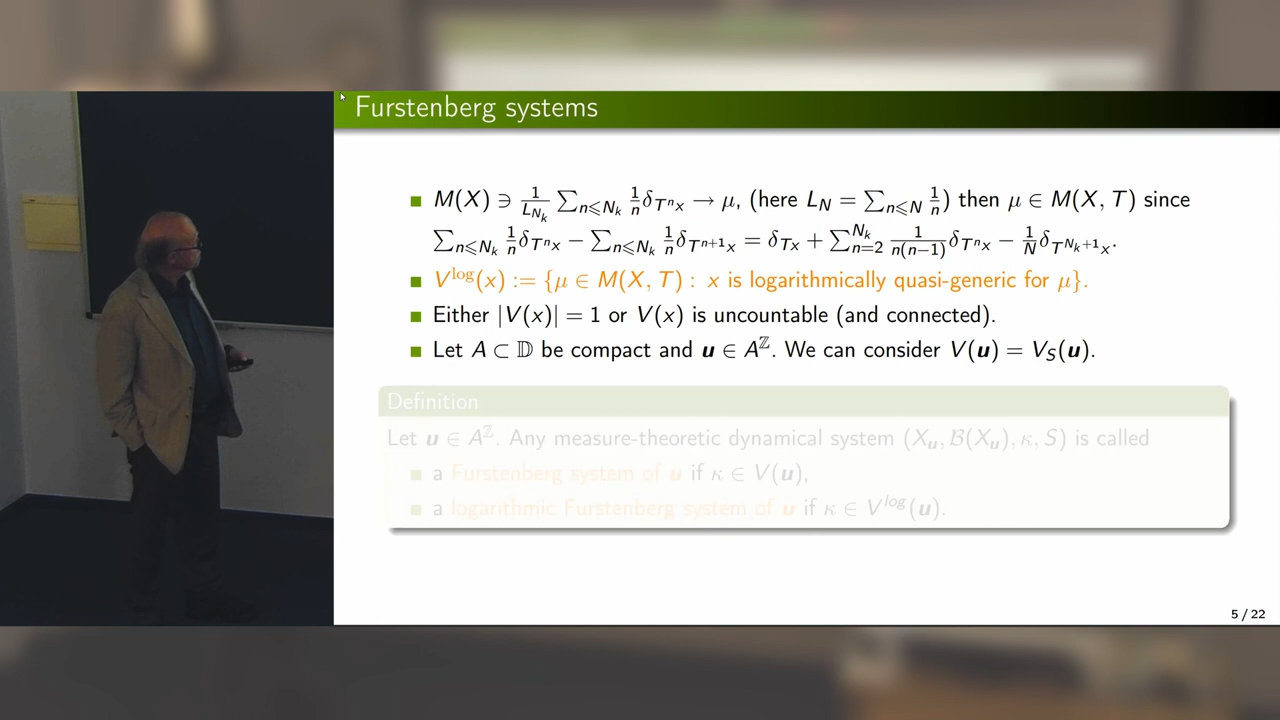 Furstenberg systems
M(X) ∋ 1/L_{N_k} ∑_{n⩽N_k} 1/n δ_{T^n x} → μ, (here L_N = ∑_{n⩽N} 1/n) then μ ∈ M(X, T) since
∑_{n⩽N_k} 1/n δ_{T^n x} − ∑_{n⩽N_k} 1/n δ_{T^{n+1} x} = δ_{Tx} + ∑_{n=2}^{N_k} 1/n(n−1) δ_{T^n x} − 1/N δ_{T^{N_k+1} x}.
V^{log}(x) := {μ ∈ M(X, T) : x is logarithmically quasi-generic for μ}.
Either |V(x)| = 1 or V(x) is uncountable (and connected).
Let A ⊂ 𝔻 be compact and u ∈ A^ℤ. We can consider V(u) = V_S(u).
Definition
Let u ∈ A^ℤ. Any measure-theoretic dynamical system (X_u, ℬ(X_u), κ, S) is called
a Furstenberg system of u if κ ∈ V(u),
a logarithmic Furstenberg system of u if κ ∈ V^{log}(u).
5 / 22